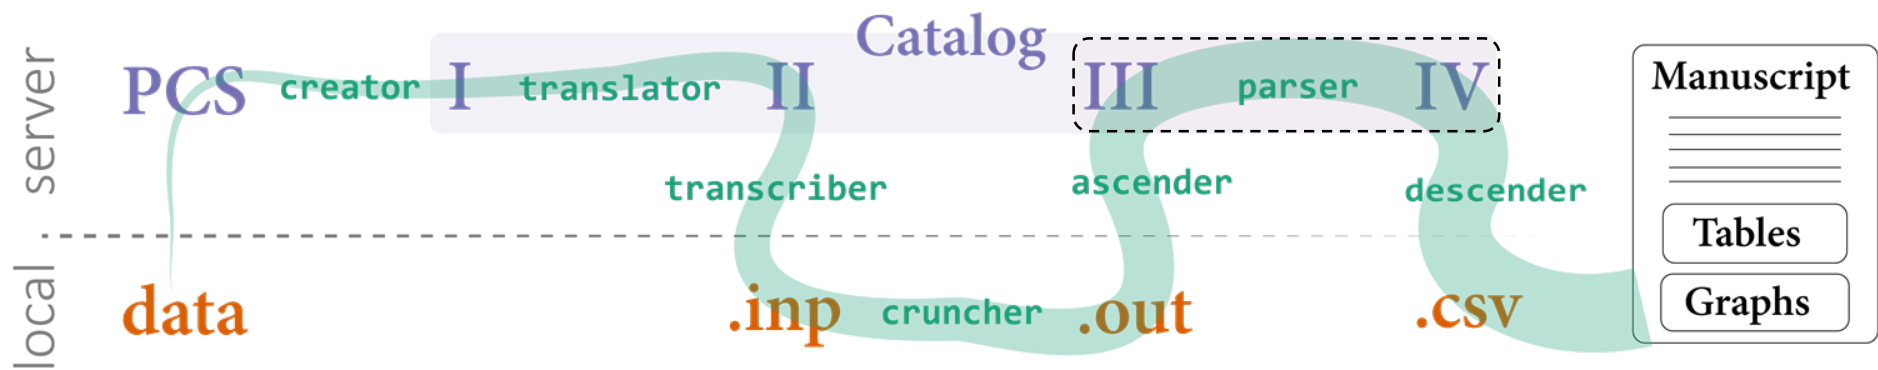 server
Catalog
PCS creator I translator II III parser IV
transcriber ascender descender
local
data .inp cruncher .out .csv
Manuscript
Tables
Graphs